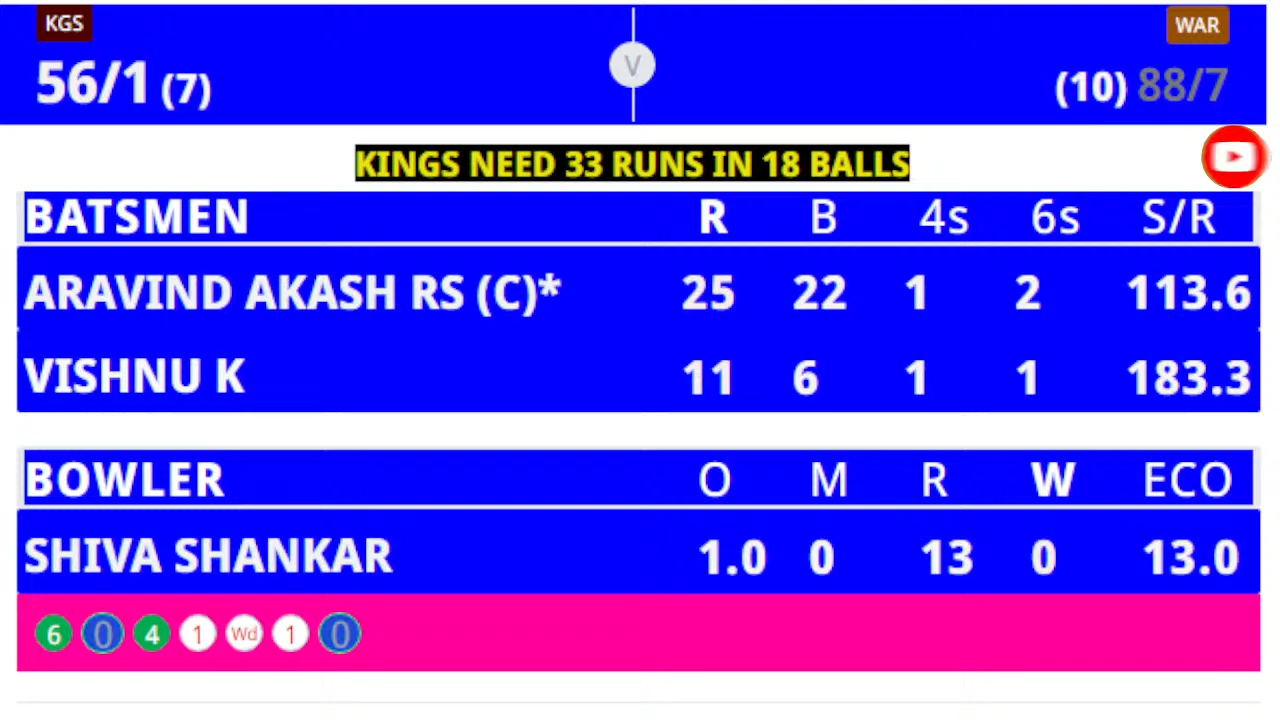 KGS WAR
56/1 (7) V (10) 88/7
KINGS NEED 33 RUNS IN 18 BALLS
BATSMEN R B 4s 6s S/R
ARAVIND AKASH RS (C)* 25 22 1 2 113.6
VISHNU K 11 6 1 1 183.3
BOWLER O M R W ECO
SHIVA SHANKAR 1.0 0 13 0 13.0
6 0 4 1 Wd 1 0